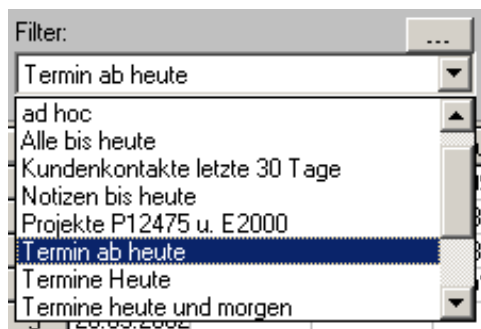 Filter:
...
Termin ab heute
ad hoc
Alle bis heute
Kundenkontakte letzte 30 Tage
Notizen bis heute
Projekte P12475 u. E2000
Termin ab heute
Termine Heute
Termine heute und morgen